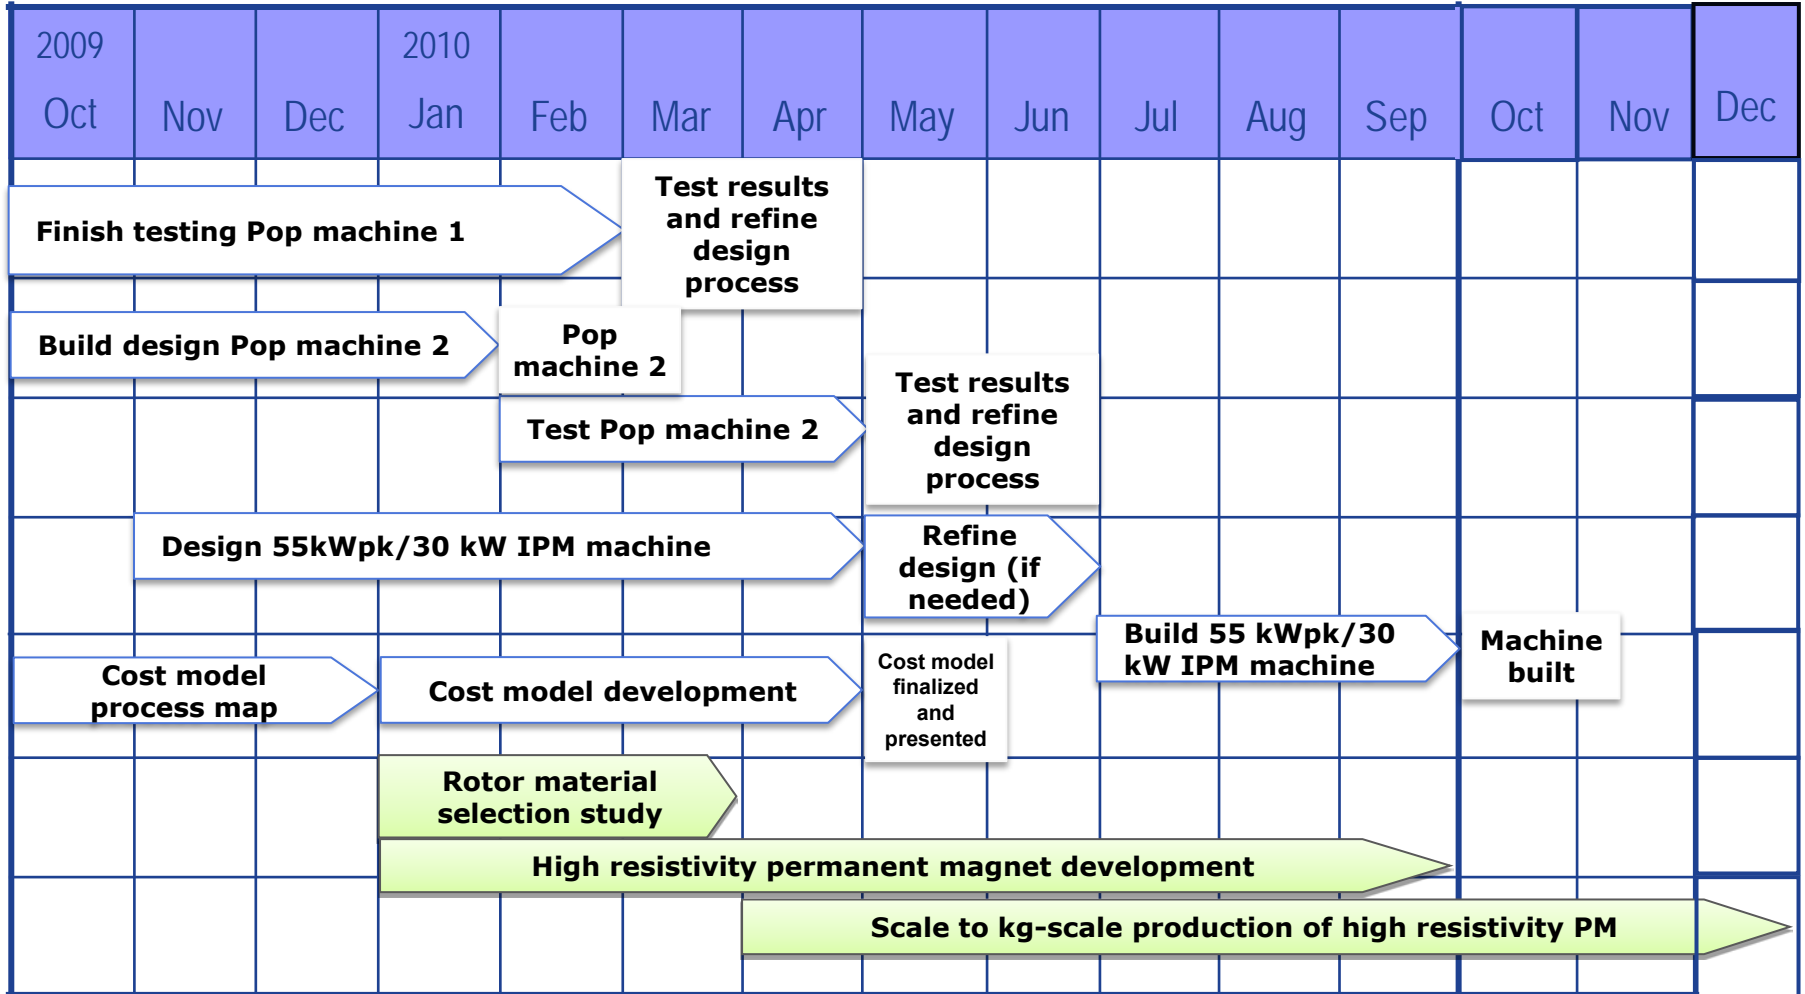 2009
2010
Oct
Nov
Dec
Jan
Feb
Mar
Apr
May
Jun
Jul
Aug
Sep
Oct
Nov
Dec
Finish testing Pop machine 1
Test results
and refine
design
process
Build design Pop machine 2
Pop
machine 2
Test Pop machine 2
Test results
and refine
design
process
Design 55kWpk/30 kW IPM machine
Refine
design (if
needed)
Build 55 kWpk/30
kW IPM machine
Machine
built
Cost model
process map
Cost model development
Cost model
finalized
and
presented
Rotor material
selection study
High resistivity permanent magnet development
Scale to kg-scale production of high resistivity PM